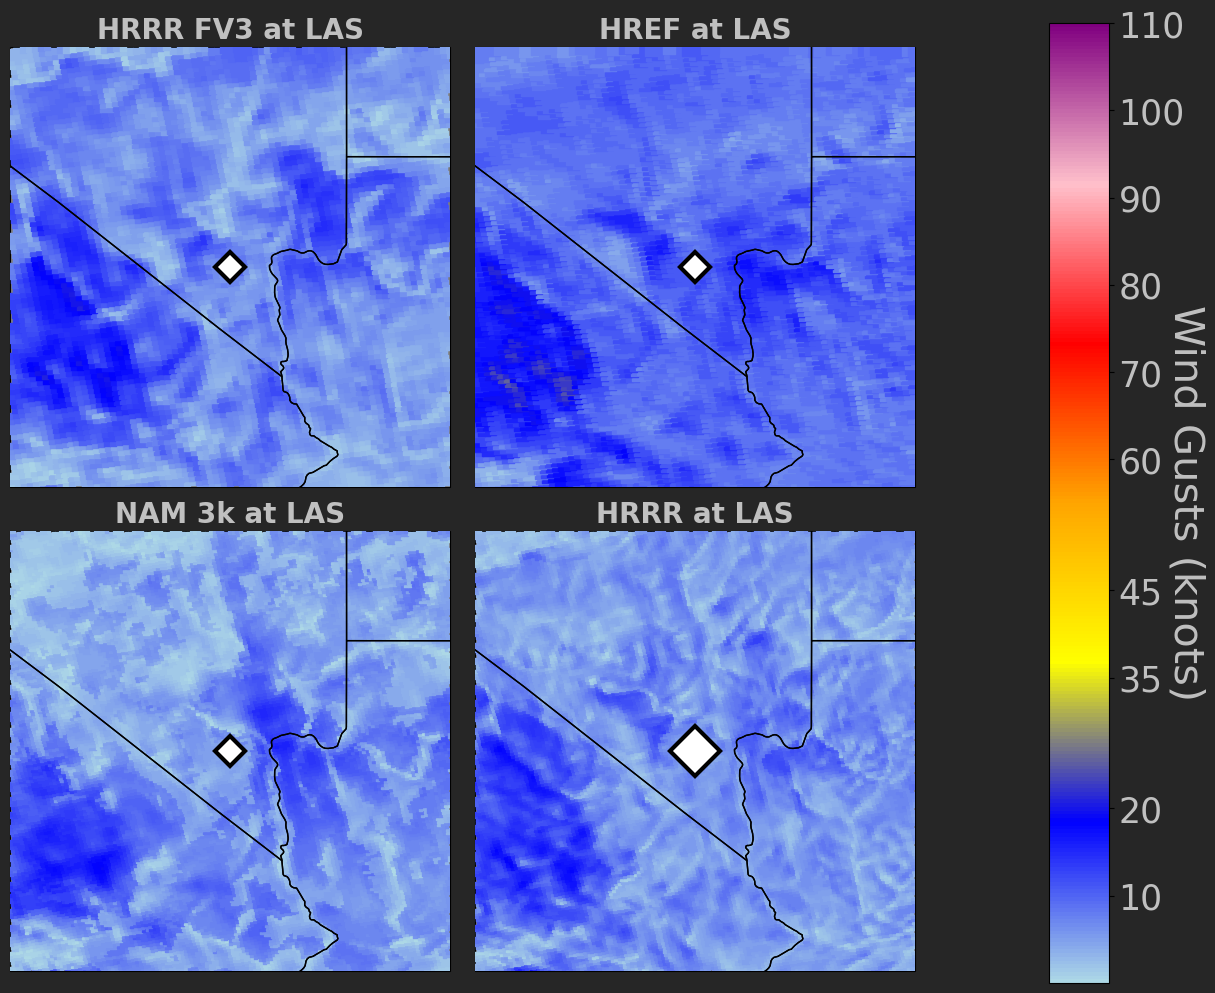 HRRR FV3 at LAS
HREF at LAS
NAM 3k at LAS
HRRR at LAS
110
100
90
80
70
60
45
35
20
10
Wind Gusts (knots)